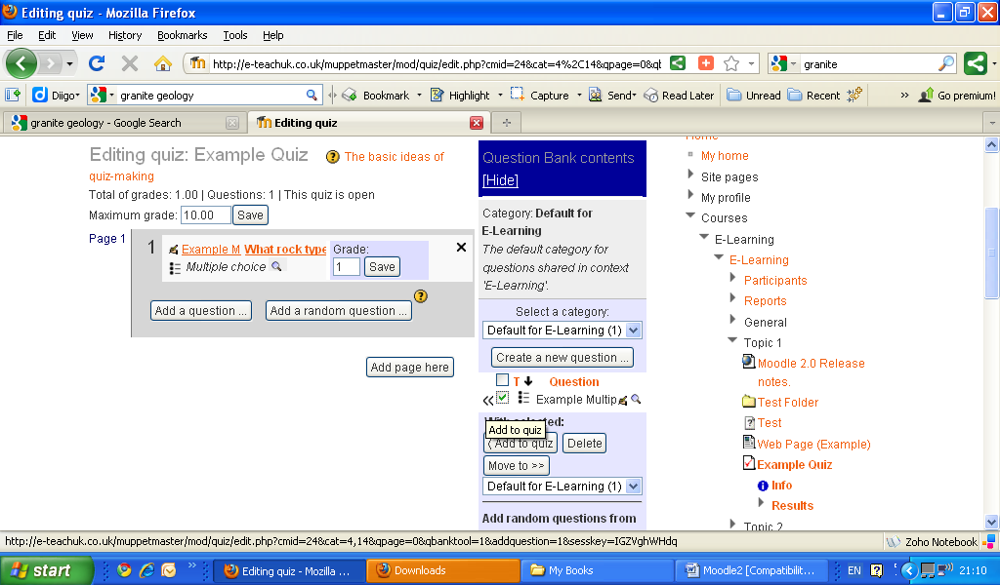 Editing quiz - Mozilla Firefox
File Edit View History Bookmarks Tools Help
http://e-teachuk.co.uk/muppetmaster/mod/quiz/edit.php?cmid=24&cat=4%2C14&qpage=0&qb
granite
Diigo granite geology Bookmark Highlight Capture Send Read Later Unread Recent » Go premium!
granite geology - Google Search
Editing quiz
Editing quiz: Example Quiz ? The basic ideas of
quiz-making
Total of grades: 1.00 | Questions: 1 | This quiz is open
Maximum grade: 10.00 Save
Page 1
1 Example M What rock type Grade:
Multiple choice 1 Save
Add a question ... Add a random question ... ?
Add page here
Question Bank contents
[Hide]
Category: Default for
E-Learning
The default category for
questions shared in context
'E-Learning'.
Select a category:
Default for E-Learning (1)
Create a new question ...
T Question
Example Multip
With selected:
Add to quiz
Add to quiz Delete
Move to >>
Default for E-Learning (1)
Add random questions from
Home
My home
Site pages
My profile
Courses
E-Learning
E-Learning
Participants
Reports
General
Topic 1
Moodle 2.0 Release
notes.
Test Folder
Test
Web Page (Example)
Example Quiz
Info
Results
Topic 2
http://e-teachuk.co.uk/muppetmaster/mod/quiz/edit.php?cmid=24&cat=4,14&qpage=0&qbanktool=1&addquestion=1&sesskey=IGZVghWHdq
Zoho Notebook
start » Editing quiz - Mozilla ... Downloads My Books Moodle2 [Compatibilit... EN 21:10